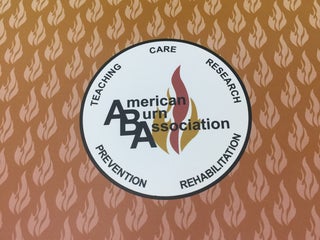 TEACHING
CARE
RESEARCH
American
Burn
Association
PREVENTION
REHABILITATION